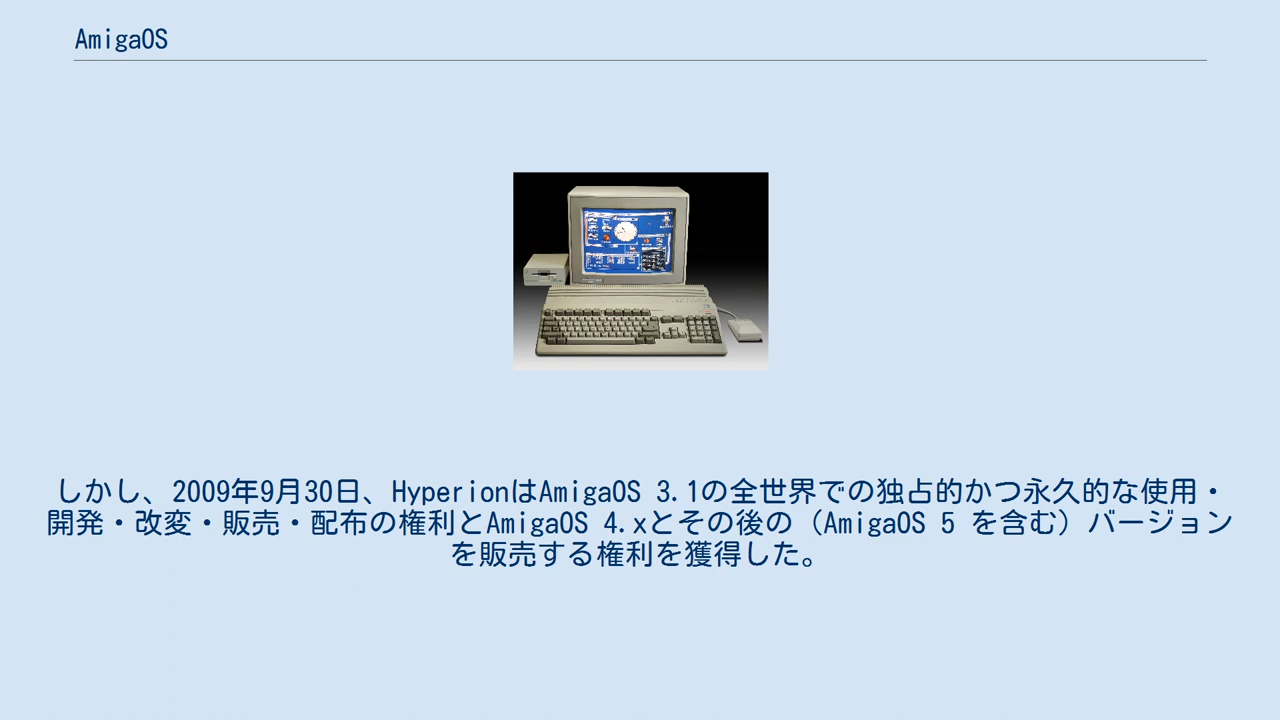 AmigaOS
しかし、2009年9月30日、HyperionはAmigaOS 3.1の全世界での独占的かつ永久的な使用・
開発・改変・販売・配布の権利とAmigaOS 4.xとその後の（AmigaOS 5 を含む）バージョン
を販売する権利を獲得した。